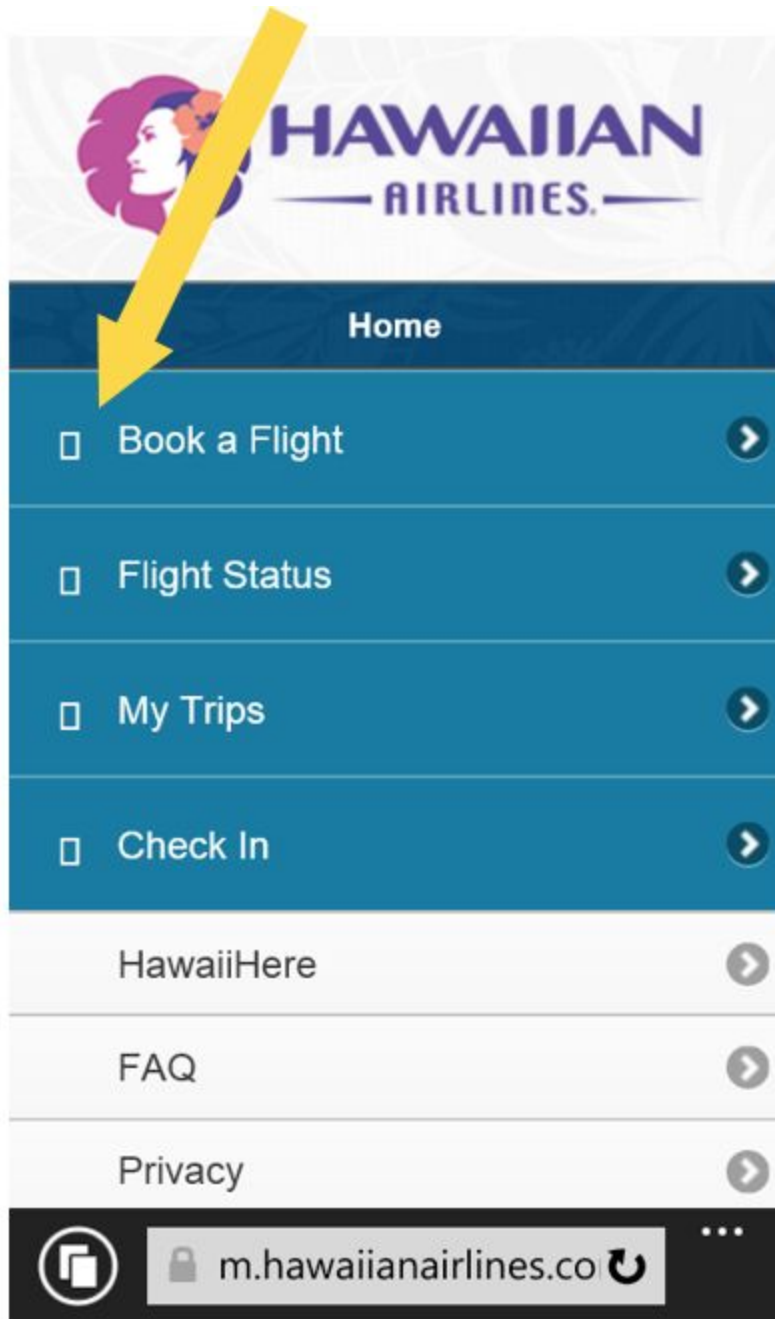 HAWAIIAN
AIRLINES.
Home
Book a Flight
Flight Status
My Trips
Check In
HawaiiHere
FAQ
Privacy
m.hawaiianairlines.co